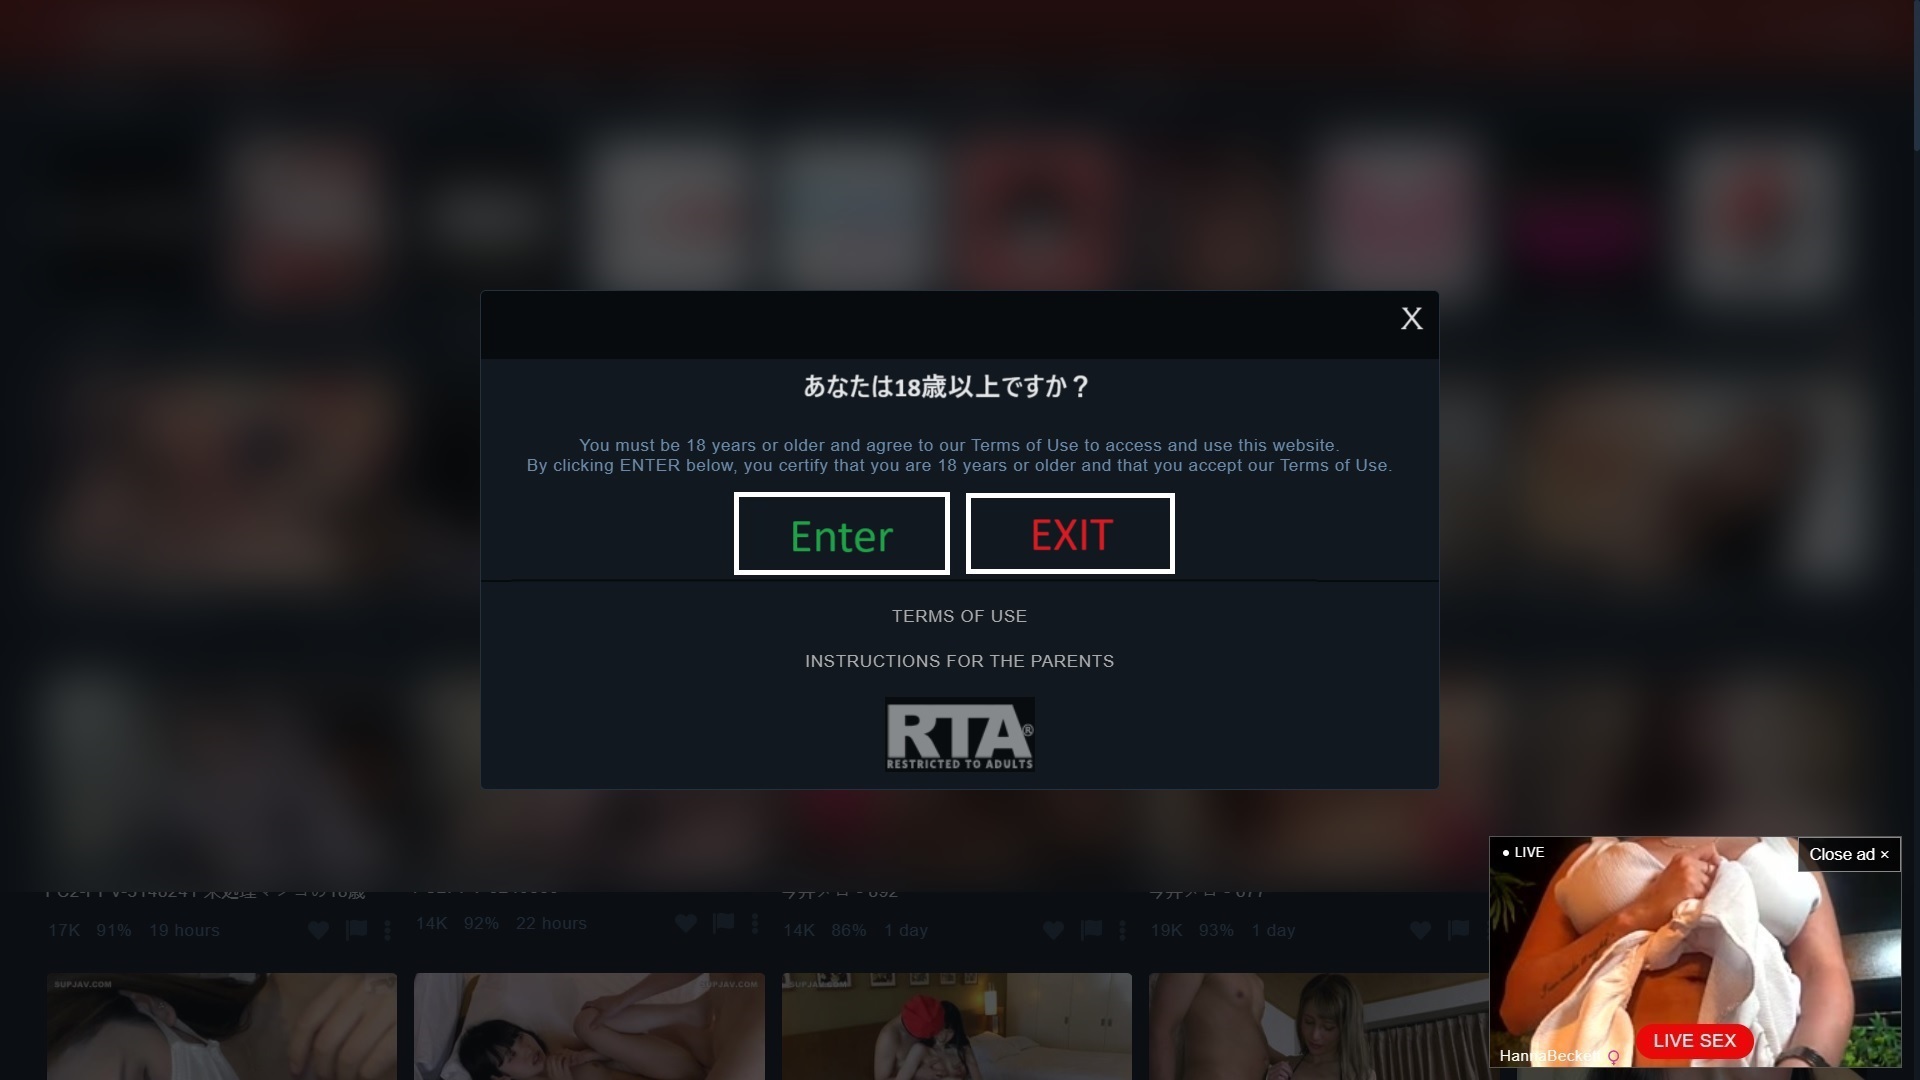 X
あなたは18歳以上ですか？
You must be 18 years or older and agree to our Terms of Use to access and use this website.
By clicking ENTER below, you certify that you are 18 years or older and that you accept our Terms of Use.
Enter
EXIT
TERMS OF USE
INSTRUCTIONS FOR THE PARENTS
RTA®
RESTRICTED TO ADULTS
LIVE
Close ad ×
17K 91% 19 hours
14K 92% 22 hours
14K 86% 1 day
19K 93% 1 day
SUPJAV.COM
SUPJAV.COM
SUPJAV.COM
LIVE SEX